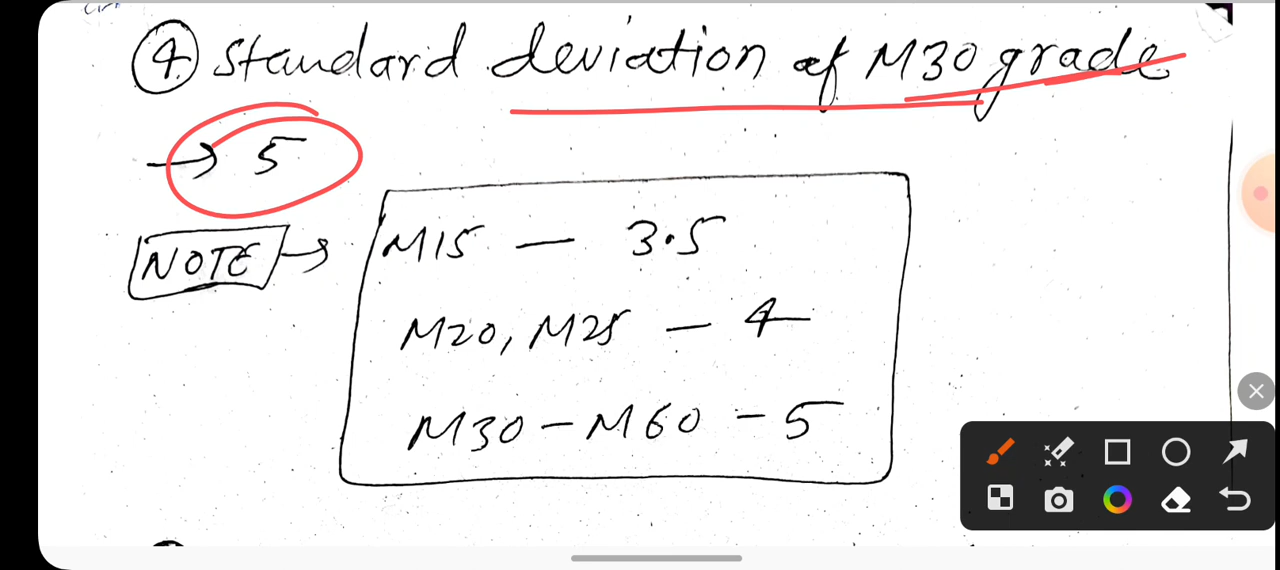 ④ Standard deviation of M30 grade
→ 5
NOTE →
M15 — 3.5
M20, M25 — 4
M30 – M60 – 5